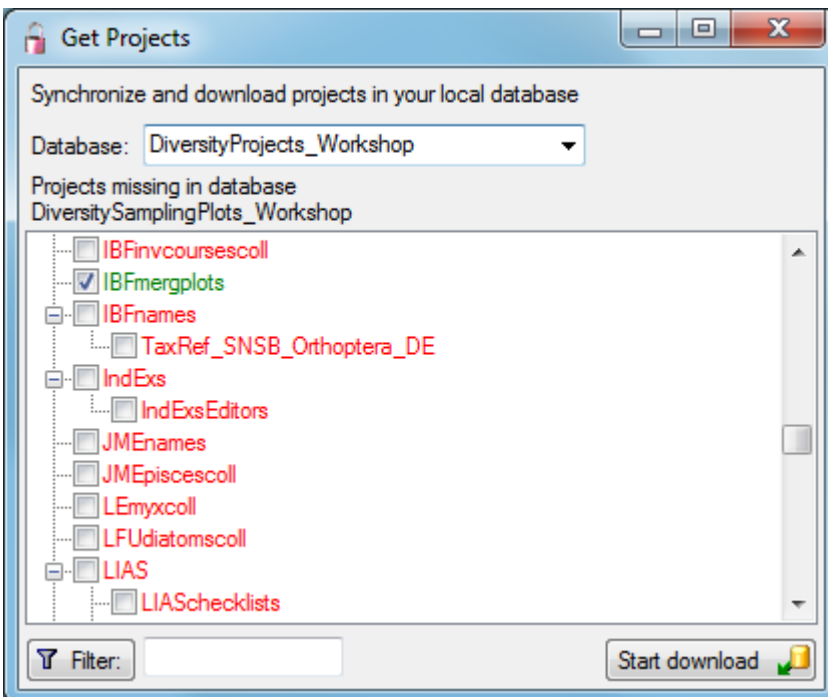 Get Projects
Synchronize and download projects in your local database
Database: DiversityProjects_Workshop
Projects missing in database
DiversitySamplingPlots_Workshop
IBFinvcoursescoll
IBFmergplots
IBFnames
TaxRef_SNSB_Orthoptera_DE
IndExs
IndExsEditors
JMEnames
JMEpiscescoll
LEmyxcoll
LFUdiatomscoll
LIAS
LIASchecklists
Filter: Start download